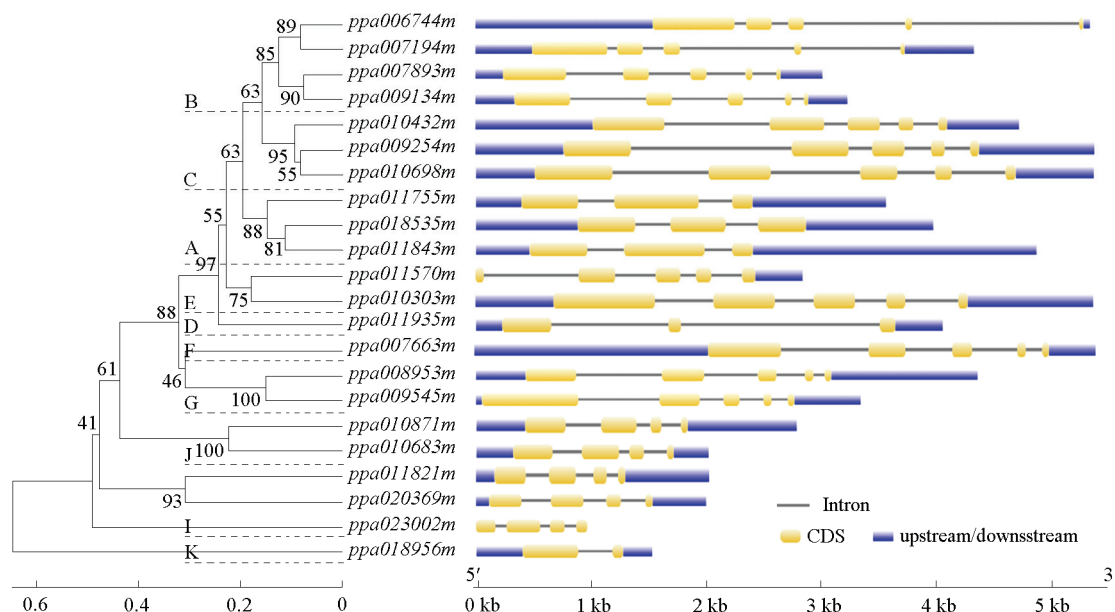 89 ppa006744m
ppa007194m
85
ppa007893m
63 90 ppa009134m
B
ppa010432m
63 95 ppa009254m
55 ppa010698m
C
ppa011755m
55 88 ppa018535m
81 ppa011843m
A
97 ppa011570m
75 ppa010303m
E
88 D ppa011935m
F ppa007663m
61 46 ppa008953m
100 G ppa009545m
41 ppa010871m
100 J ppa010683m
ppa011821m
93 ppa020369m
Intron
I ppa023002m
CDS upstream/downsstream
K ppa018956m
5′ 3
0.6 0.4 0.2 0 0 kb 1 kb 2 kb 3 kb 4 kb 5 kb